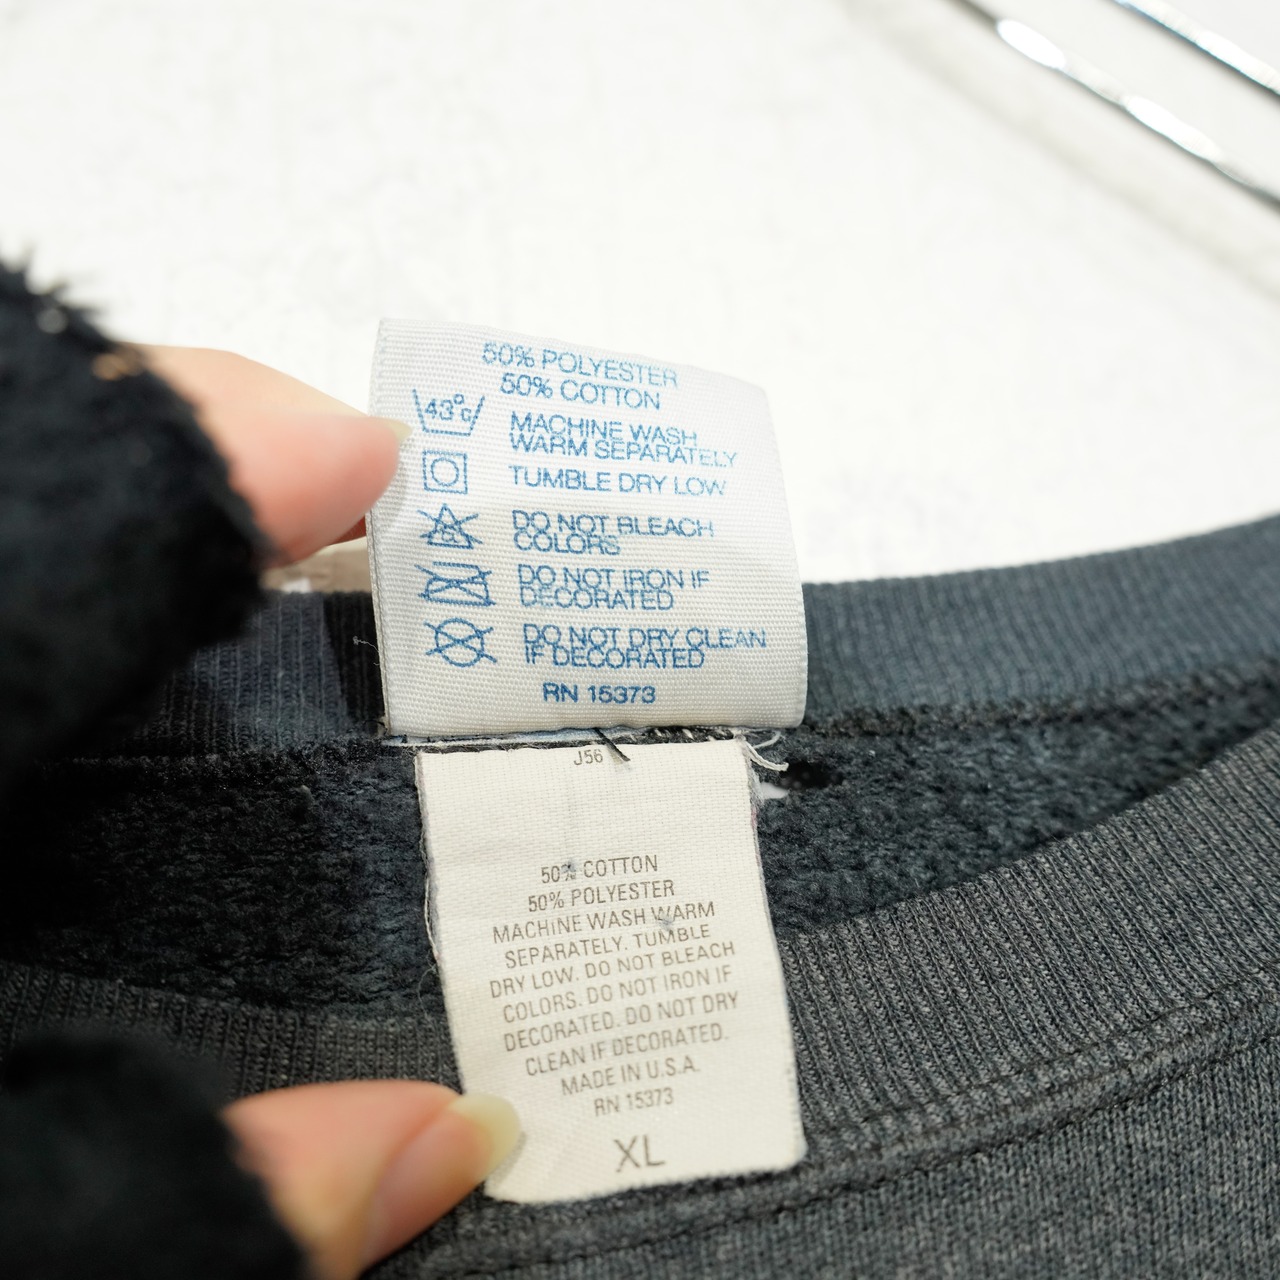 50% POLYESTER
50% COTTON
43°c
MACHINE WASH
WARM SEPARATELY
TUMBLE DRY LOW
DO NOT BLEACH
COLORS
DO NOT IRON IF
DECORATED
DO NOT DRY CLEAN
IF DECORATED
RN 15373
J56
50% COTTON
50% POLYESTER
MACHINE WASH WARM
SEPARATELY. TUMBLE
DRY LOW. DO NOT BLEACH
COLORS. DO NOT IRON IF
DECORATED. DO NOT DRY
CLEAN IF DECORATED.
MADE IN U.S.A.
RN 15373
XL